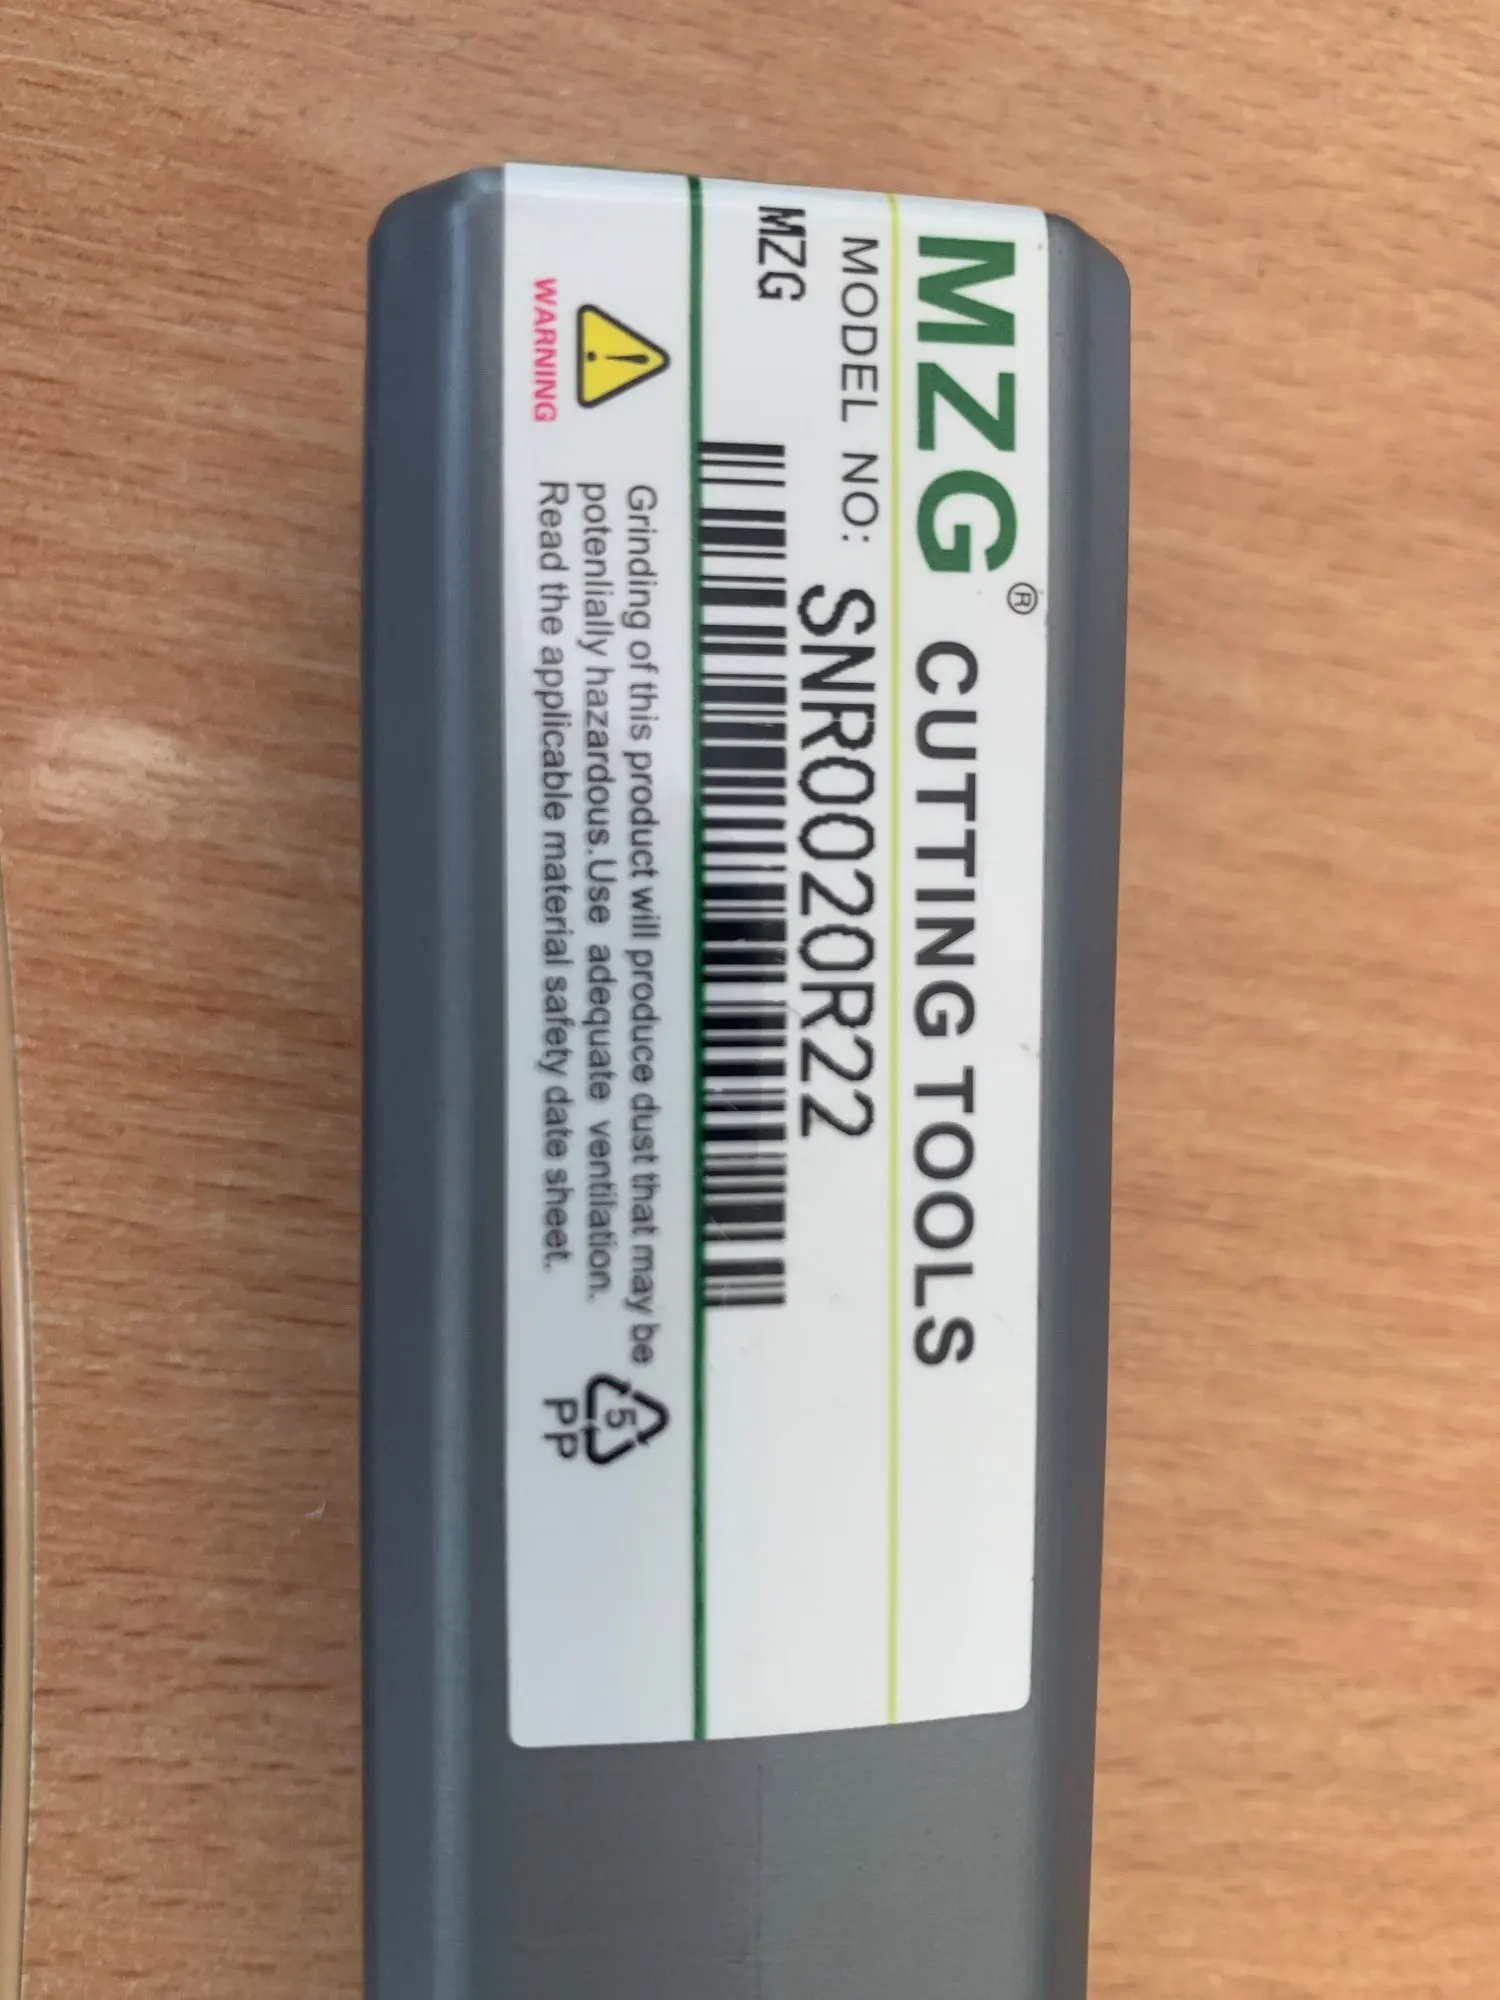 MZG® CUTTING TOOLS
MODEL NO: SNR0020R22
MZG
WARNING
Grinding of this product will produce dust that may be
potenlially hazardous.Use adequate ventilation.
Read the applicable material safety date sheet.
5
PP